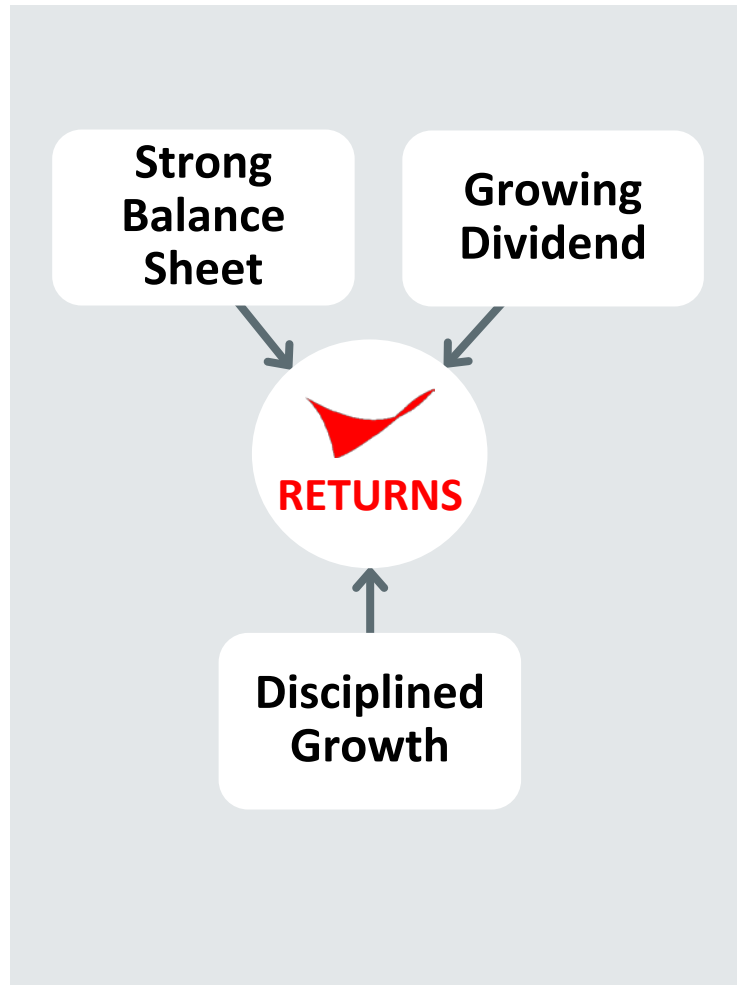 Strong
Balance
Sheet
Growing
Dividend
RETURNS
Disciplined
Growth